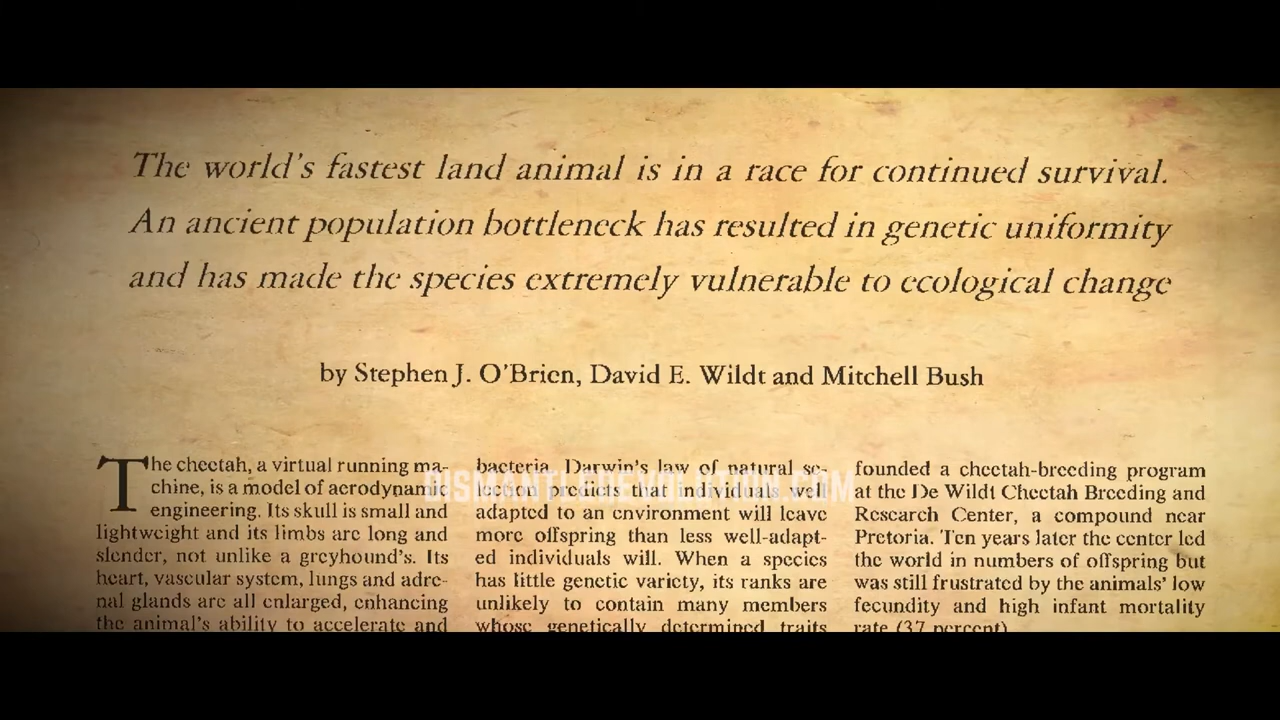 The world's fastest land animal is in a race for continued survival.
An ancient population bottleneck has resulted in genetic uniformity
and has made the species extremely vulnerable to ecological change
by Stephen J. O'Brien, David E. Wildt and Mitchell Bush
The cheetah, a virtual running ma-
chine, is a model of aerodynamic
engineering. Its skull is small and
lightweight and its limbs are long and
slender, not unlike a greyhound's. Its
heart, vascular system, lungs and adre-
nal glands are all enlarged, enhancing
the animal's ability to accelerate and
bacteria. Darwin's law of natural se-
lection predicts that individuals well
adapted to an environment will leave
more offspring than less well-adapt-
ed individuals will. When a species
has little genetic variety, its ranks are
unlikely to contain many members
whose genetically determined traits
founded a cheetah-breeding program
at the De Wildt Cheetah Breeding and
Research Center, a compound near
Pretoria. Ten years later the center led
the world in numbers of offspring but
was still frustrated by the animals' low
fecundity and high infant mortality
rate (37 percent)